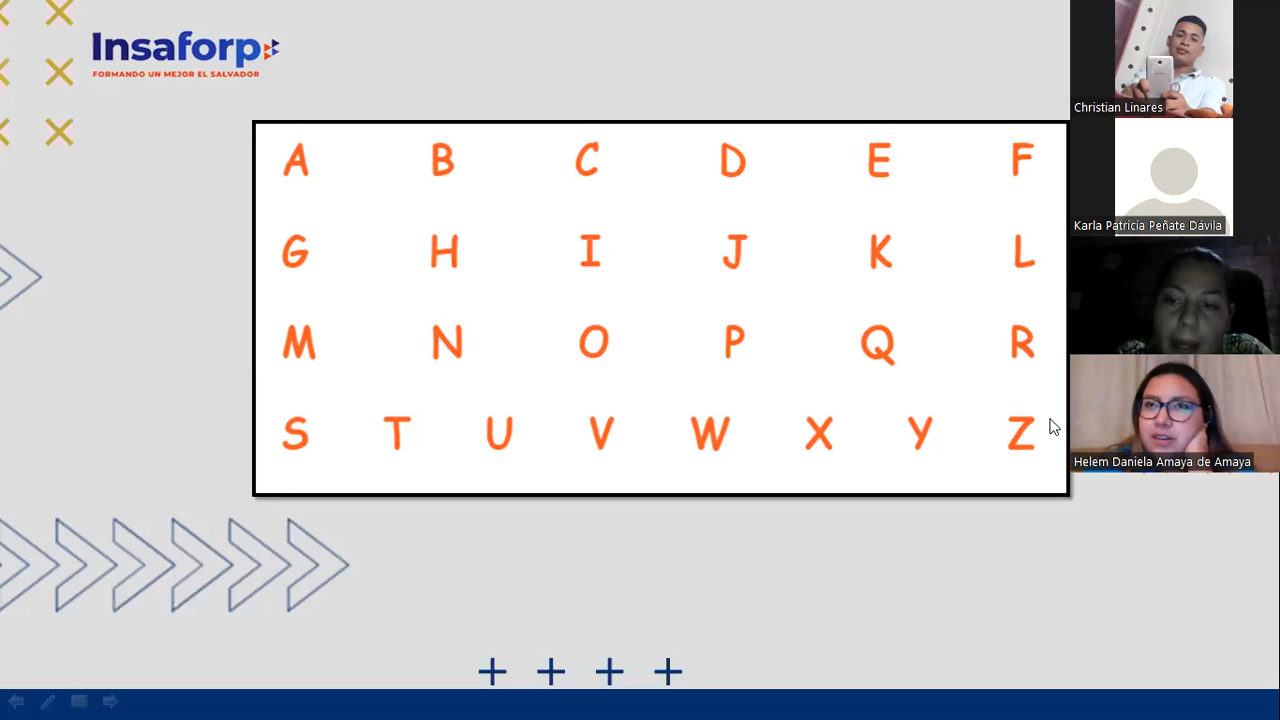 Insaforp
FORMANDO UN MEJOR EL SALVADOR
A B C D E F
G H I J K L
M N O P Q R
S T U V W X Y Z
Christian Linares
Karla Patricia Peñate Dávila
Helem Daniela Amaya de Amaya